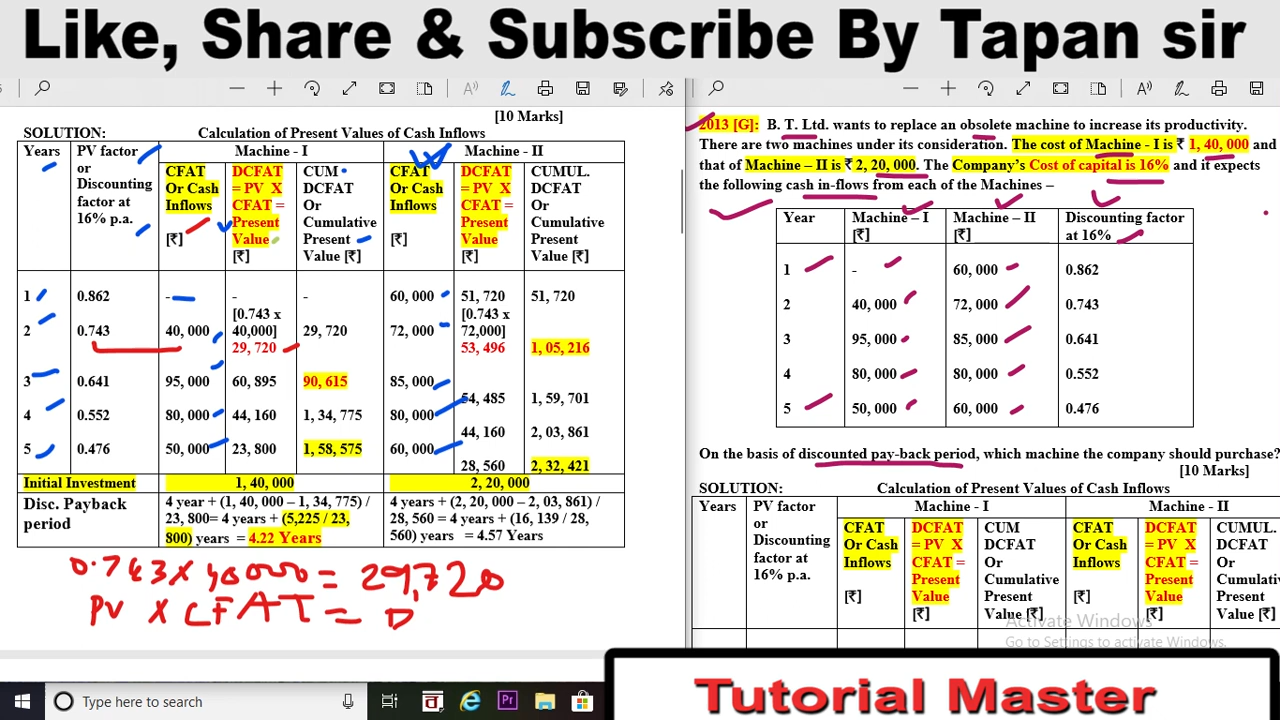 Like, Share & Subscribe By Tapan sir
[10 Marks]
SOLUTION: Calculation of Present Values of Cash Inflows
Years PV factor or Discounting factor at 16% p.a. Machine - I Machine - II
CFAT Or Cash Inflows [₹] DCFAT = PV X CFAT = Present Value [₹] CUM DCFAT Or Cumulative Present Value [₹] CFAT Or Cash Inflows [₹] DCFAT = PV X CFAT = Present Value [₹] CUMUL. DCFAT Or Cumulative Present Value [₹]
1 0.862 - - - 60, 000 51, 720 51, 720
2 0.743 40, 000 [0.743 x 40,000] 29, 720 29, 720 72, 000 [0.743 x 72,000] 53, 496 1, 05, 216
3 0.641 95, 000 60, 895 90, 615 85, 000 54, 485 1, 59, 701
4 0.552 80, 000 44, 160 1, 34, 775 80, 000 44, 160 2, 03, 861
5 0.476 50, 000 23, 800 1, 58, 575 60, 000 28, 560 2, 32, 421
Initial Investment 1, 40, 000 2, 20, 000
Disc. Payback period 4 year + (1, 40, 000 – 1, 34, 775) / 23, 800= 4 years + (5,225 / 23, 800) years = 4.22 Years 4 years + (2, 20, 000 – 2, 03, 861) / 28, 560 = 4 years + (16, 139 / 28, 560) years = 4.57 Years
0.743 x 40000 = 29,720
PV x CFAT = D
2013 [G]: B. T. Ltd. wants to replace an obsolete machine to increase its productivity.
There are two machines under its consideration. The cost of Machine - I is ₹ 1, 40, 000 and
that of Machine – II is ₹ 2, 20, 000. The Company’s Cost of capital is 16% and it expects
the following cash in-flows from each of the Machines –
Year Machine – I [₹] Machine – II [₹] Discounting factor at 16%
1 - 60, 000 0.862
2 40, 000 72, 000 0.743
3 95, 000 85, 000 0.641
4 80, 000 80, 000 0.552
5 50, 000 60, 000 0.476
On the basis of discounted pay-back period, which machine the company should purchase?
[10 Marks]
SOLUTION: Calculation of Present Values of Cash Inflows
Years PV factor or Discounting factor at 16% p.a. Machine - I Machine - II
CFAT Or Cash Inflows [₹] DCFAT = PV X CFAT = Present Value [₹] CUM DCFAT Or Cumulative Present Value [₹] CFAT Or Cash Inflows [₹] DCFAT = PV X CFAT = Present Value [₹] CUMUL. DCFAT Or Cumulati Present Value [₹]
Activate Windows
Go to Settings to activate Windows.
Type here to search
Tutorial Master